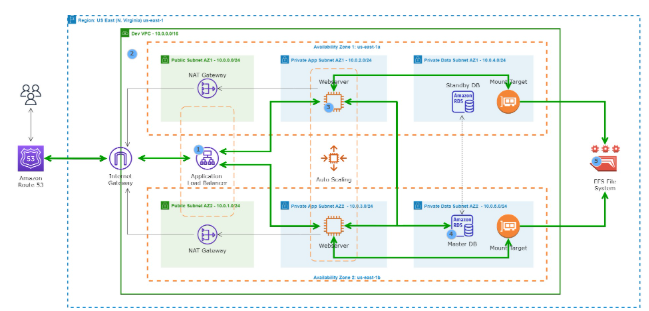 Region: US East (N. Virginia) us-east-1
Dev VPC - 10.0.0.0/16
2
Availability Zone 1: us-east-1a
Public Subnet AZ1 - 10.0.0.0/24
Private App Subnet AZ1 - 10.0.2.0/24
Private Data Subnet AZ1 - 10.0.4.0/24
NAT Gateway
Webserver
3
Standby DB
Amazon
RDS
Mount Target
53
Amazon
Route 53
Internet
Gateway
1
Application
Load Balancer
Auto Scaling
5
EFS File
System
Public Subnet AZ2 - 10.0.1.0/24
Private App Subnet AZ2 - 10.0.3.0/24
Private Data Subnet AZ2 - 10.0.5.0/24
NAT Gateway
Webserver
Amazon
RDS
4
Master DB
Mount Target
Availability Zone 2: us-east-1b